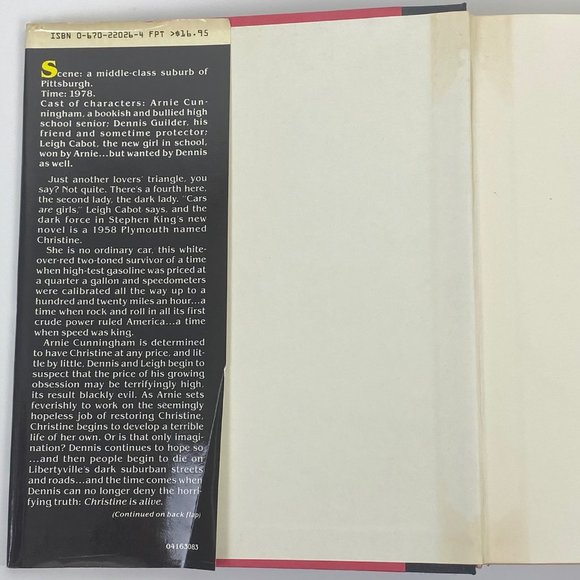 ISBN 0-670-22026-4 FPT >$16.95
Scene: a middle-class suburb of
Pittsburgh.
Time: 1978.
Cast of characters: Arnie Cun-
ningham, a bookish and bullied high
school senior; Dennis Guilder, his
friend and sometime protector;
Leigh Cabot, the new girl in school,
won by Arnie...but wanted by Dennis
as well.
Just another lovers' triangle, you
say? Not quite. There's a fourth here,
the second lady, the dark lady. "Cars
are girls," Leigh Cabot says, and the
dark force in Stephen King's new
novel is a 1958 Plymouth named
Christine.
She is no ordinary car, this white-
over-red two-toned survivor of a time
when high-test gasoline was priced at
a quarter a gallon and speedometers
were calibrated all the way up to a
hundred and twenty miles an hour...a
time when rock and roll in all its first
crude power ruled America...a time
when speed was king.
Arnie Cunningham is determined
to have Christine at any price, and lit-
tle by little, Dennis and Leigh begin to
suspect that the price of his growing
obsession may be terrifyingly high,
its result blackly evil. As Arnie sets
feverishly to work on the seemingly
hopeless job of restoring Christine,
Christine begins to develop a terrible
life of her own. Or is that only imagi-
nation? Dennis continues to hope so
...and then people begin to die on
Libertyville's dark suburban streets
and roads...and the time comes when
Dennis can no longer deny the horri-
fying truth: Christine is alive.
(Continued on back flap)
04163083